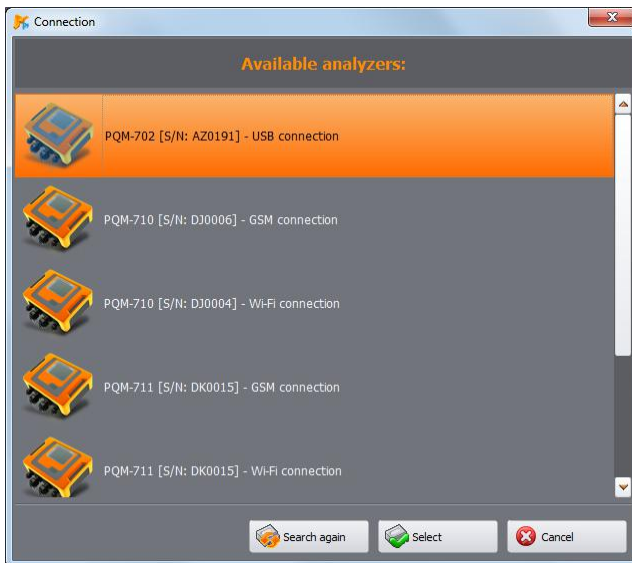 Connection
Available analyzers:
PQM-702 [S/N: AZ0191] - USB connection
PQM-710 [S/N: DJ0006] - GSM connection
PQM-710 [S/N: DJ0004] - Wi-Fi connection
PQM-711 [S/N: DK0015] - GSM connection
PQM-711 [S/N: DK0015] - Wi-Fi connection
Search again
Select
Cancel